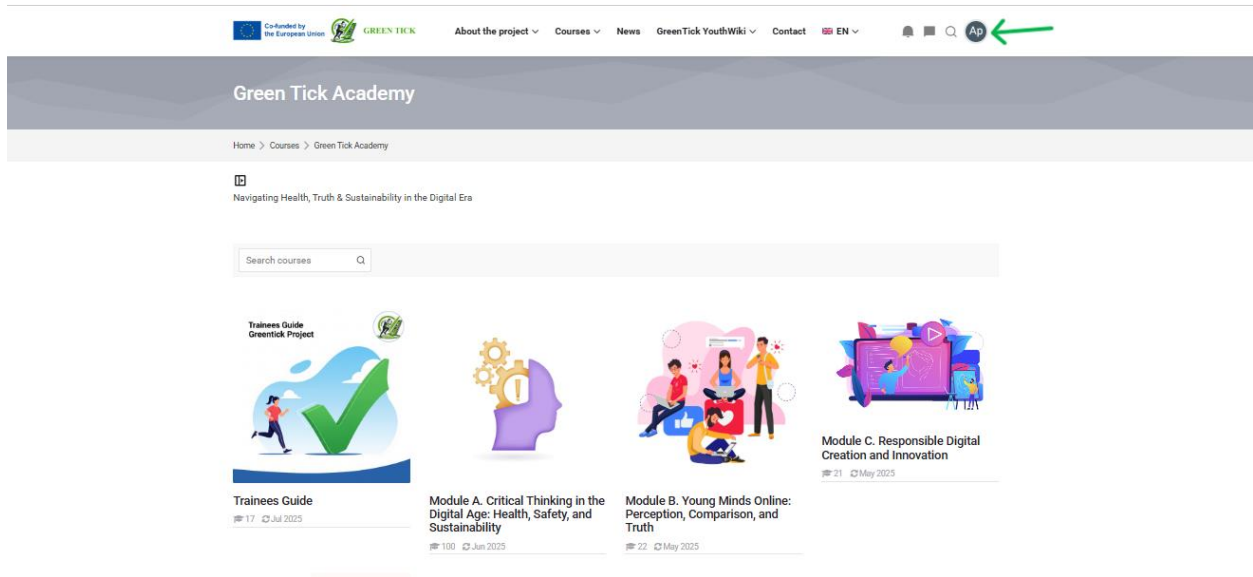 Co-funded by
the European Union
GREEN TICK
About the project
Courses
News
GreenTick YouthWiki
Contact
EN
Ap
Green Tick Academy
Home > Courses > Green Tick Academy
Navigating Health, Truth & Sustainability in the Digital Era
Search courses
Trainees Guide
Greentick Project
Trainees Guide
17 Jul 2025
Module A. Critical Thinking in the
Digital Age: Health, Safety, and
Sustainability
100 Jun 2025
Module B. Young Minds Online:
Perception, Comparison, and
Truth
22 May 2025
Module C. Responsible Digital
Creation and Innovation
21 May 2025